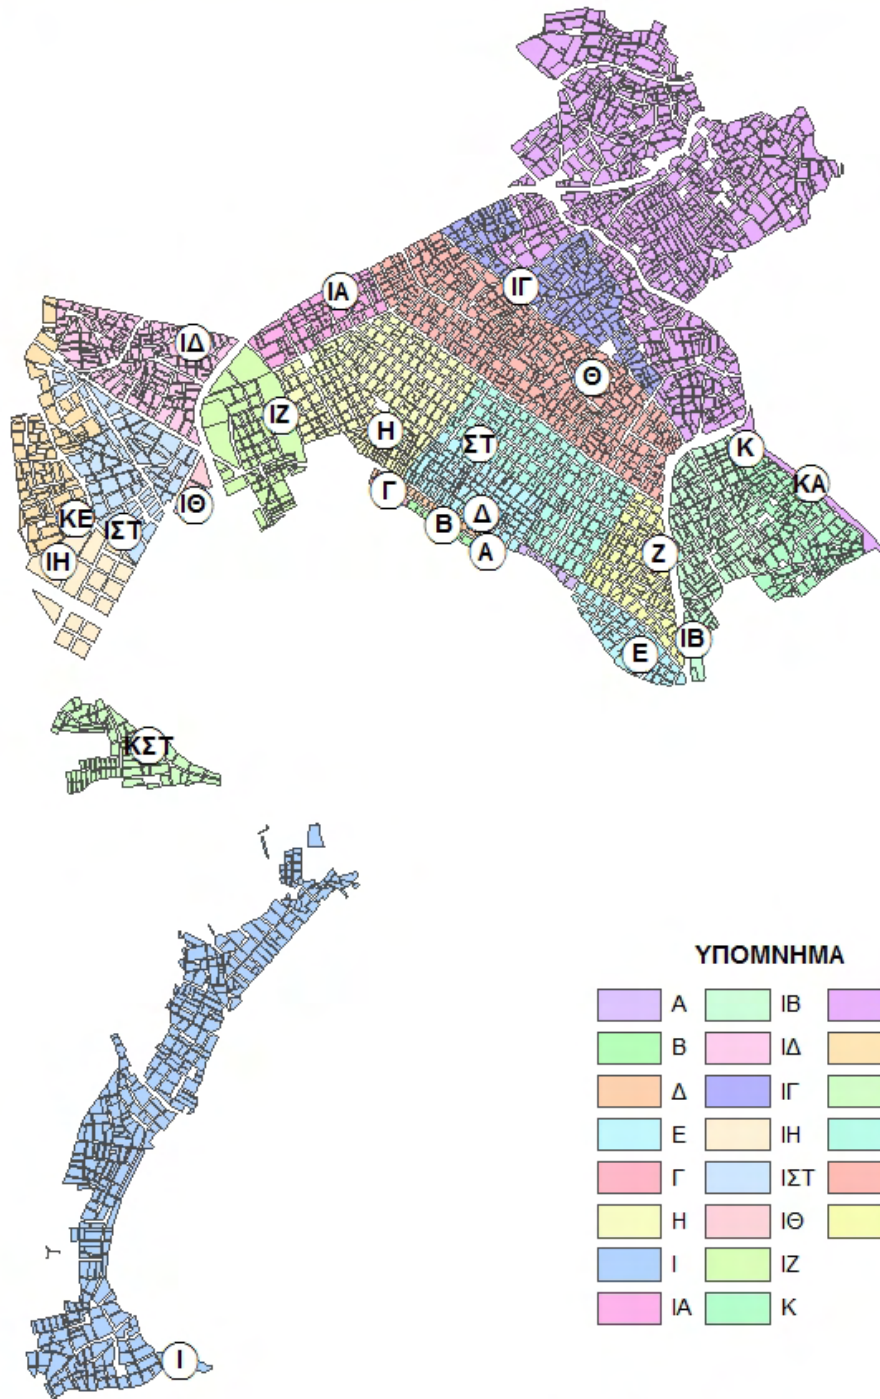 ΙΑ
ΙΓ
ΙΔ
Θ
ΙΖ
Η
ΣΤ
Κ
ΚΑ
Γ
ΙΘ
ΚΕ
Β
Δ
ΙΣΤ
Α
Ζ
ΙΗ
ΙΒ
Ε
ΚΣΤ
Ι
ΥΠΟΜΝΗΜΑ
Α ΙΒ
Β ΙΔ
Δ ΙΓ
Ε ΙΗ
Γ ΙΣΤ
Η ΙΘ
Ι ΙΖ
ΙΑ Κ